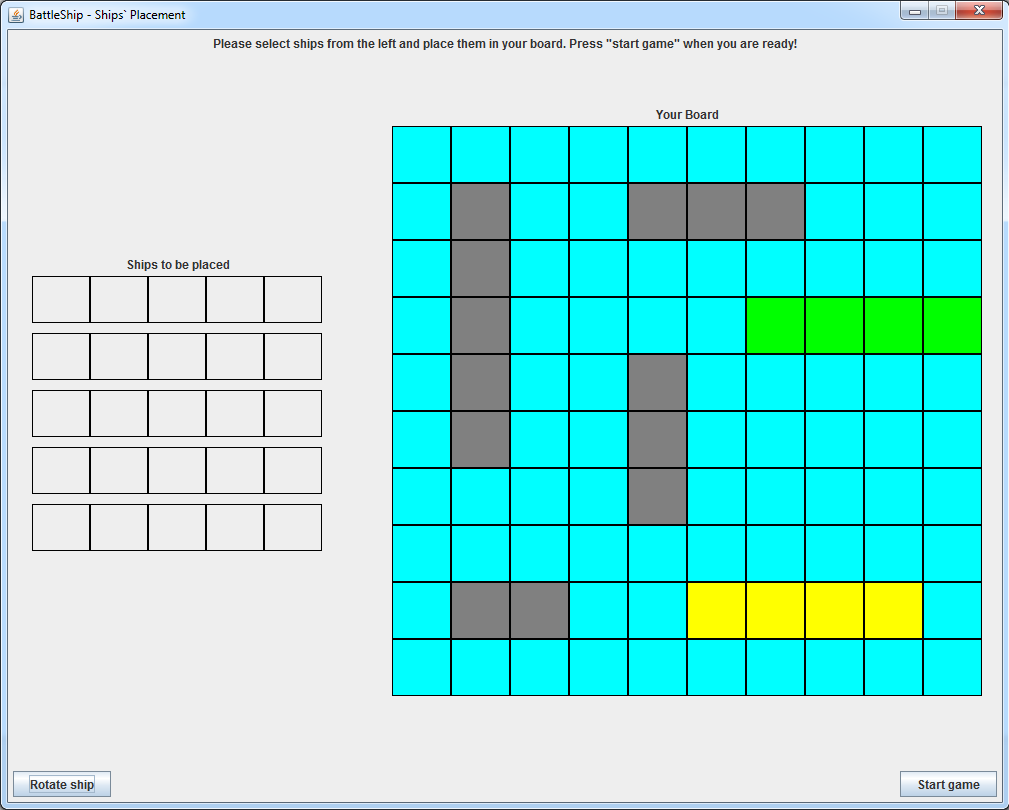 BattleShip - Ships` Placement
Please select ships from the left and place them in your board. Press "start game" when you are ready!
Your Board
Ships to be placed
Rotate ship
Start game